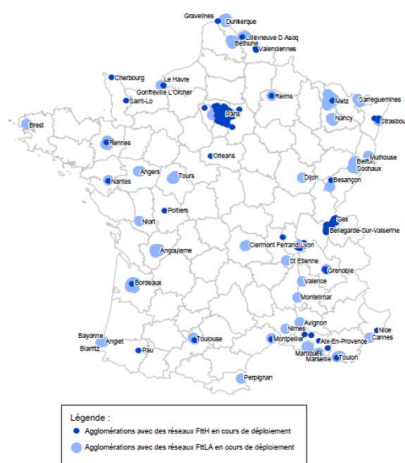 Gravelines
Dunkerque
Lille
Villeneuve D Ascq
Béthune
Valenciennes
Cherbourg
Le Havre
Gonfreville L'Orcher
Saint-Lo
Reims
Metz
Sarreguemines
Paris
Nancy
Strasbou
Brest
Rennes
Orleans
Mulhouse
Belfort
Sochaux
Angers
Tours
Dijon
Besançon
Nantes
Poitiers
Niort
Gex
Bellegarde-Sur-Valserine
Angouleme
Clermont Ferrand
Lyon
St Etienne
Grenoble
Bordeaux
Valence
Montelimar
Avignon
Nimes
Nice
Cannes
Bayonne
Anglet
Biarritz
Pau
Toulouse
Montpellier
Aix-En-Provence
Martigues
Marseille
Toulon
Perpignan
Légende :
Agglomérations avec des réseaux FttH en cours de déploiement
Agglomérations avec des réseaux FttLA en cours de déploiement